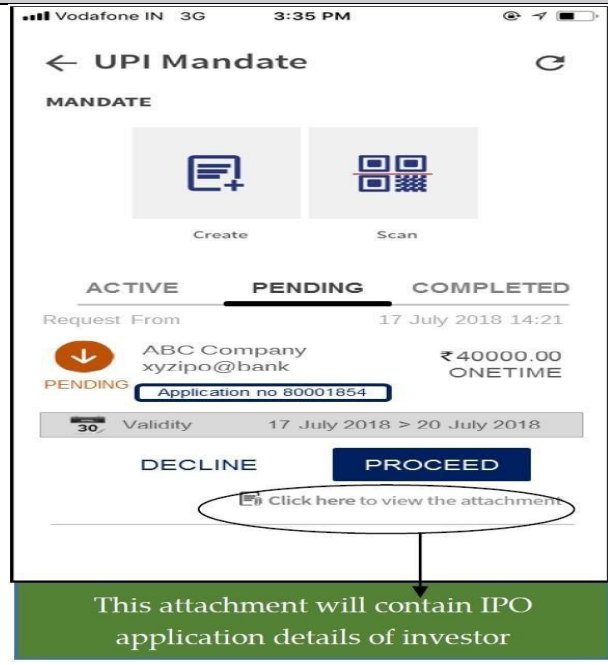 Vodafone IN 3G 3:35 PM
← UPI Mandate
MANDATE
Create Scan
ACTIVE PENDING COMPLETED
Request From 17 July 2018 14:21
ABC Company ₹40000.00
xyzipo@bank ONETIME
PENDING
Application no 80001854
30 Validity 17 July 2018 > 20 July 2018
DECLINE PROCEED
Click here to view the attachment
This attachment will contain IPO
application details of investor